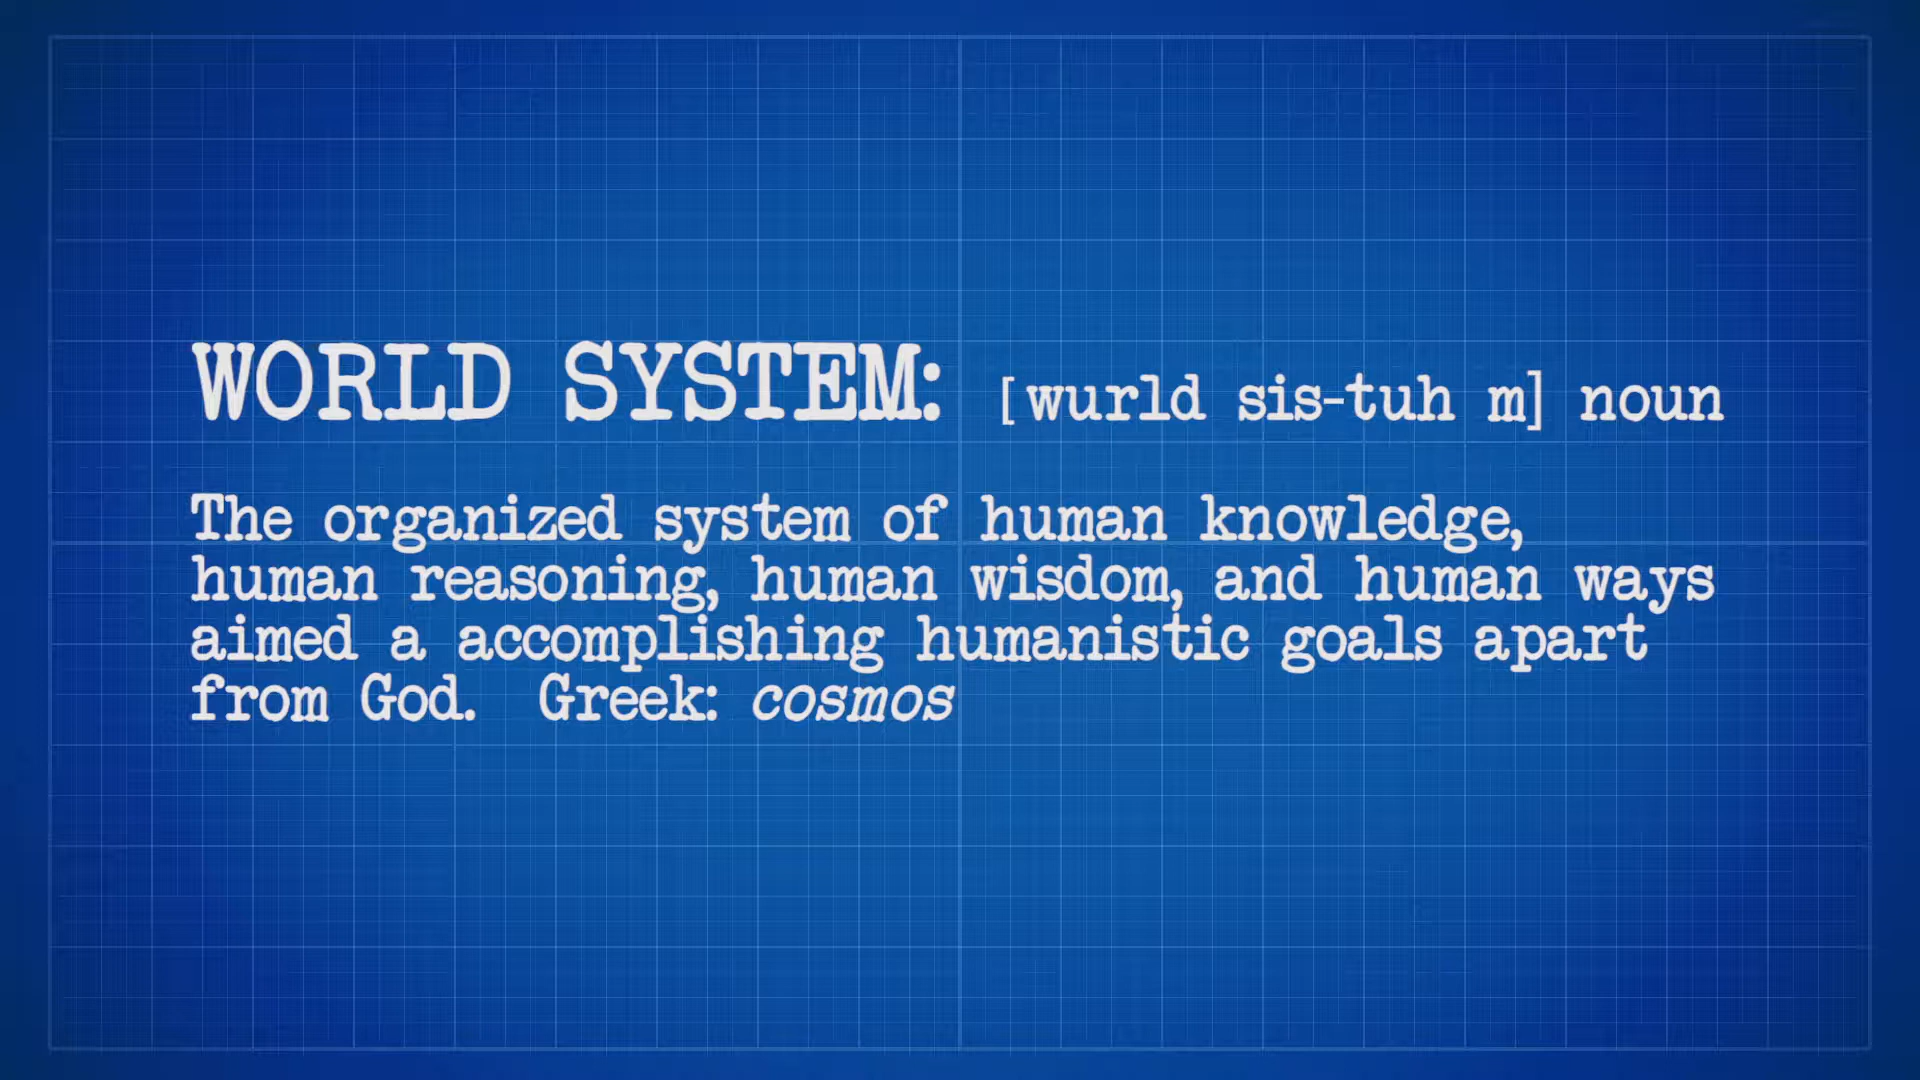 WORLD SYSTEM: [wurld sis-tuh m] noun
The organized system of human knowledge,
human reasoning, human wisdom, and human ways
aimed a accomplishing humanistic goals apart
from God. Greek: cosmos